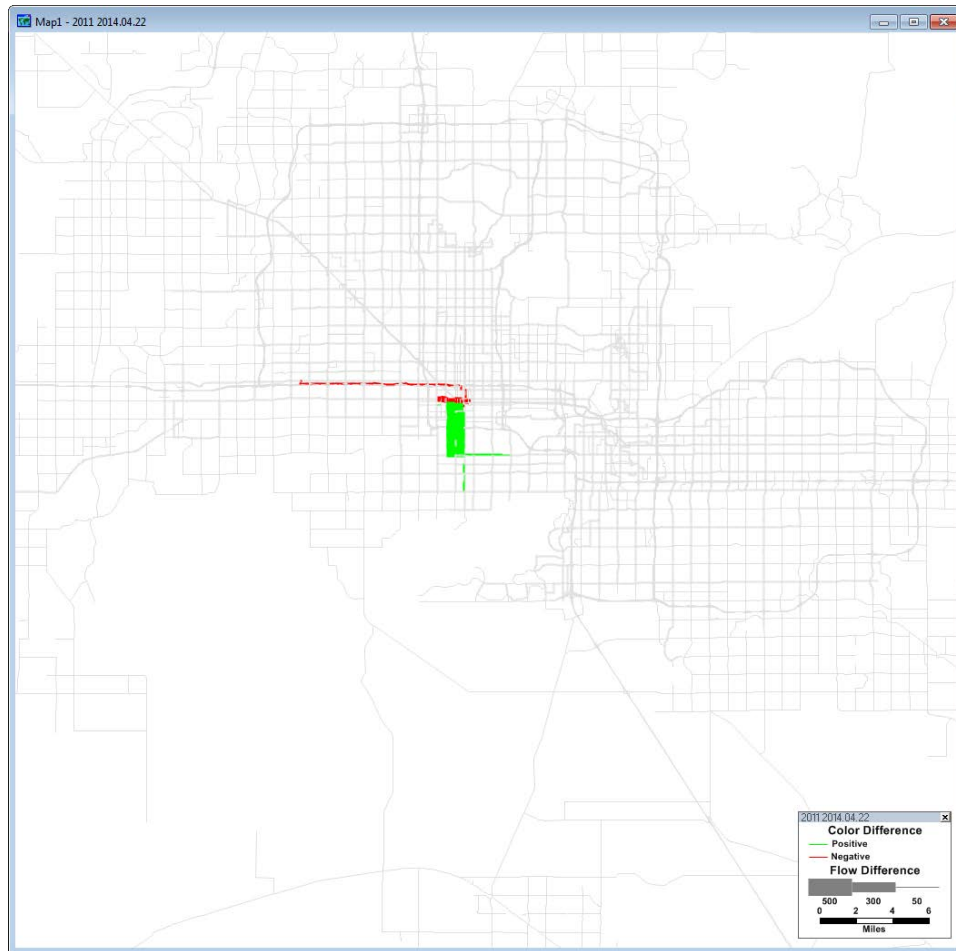 Map1 - 2011 2014.04.22
2011 2014.04.22
Color Difference
Positive
Negative
Flow Difference
500 300 50
0 2 4 6
Miles